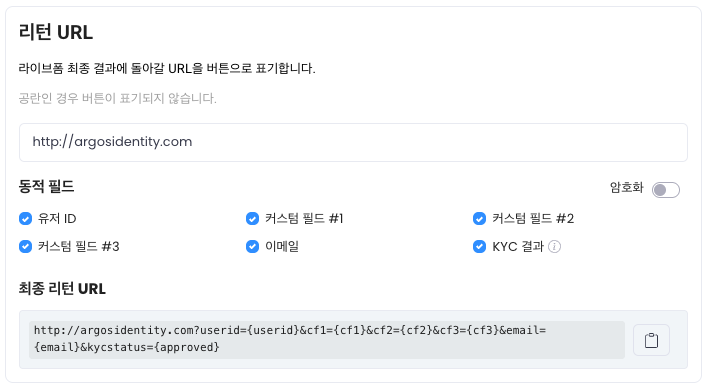 리턴 URL
라이브폼 최종 결과에 돌아갈 URL을 버튼으로 표기합니다.
공란인 경우 버튼이 표기되지 않습니다.
http://argosidentity.com
동적 필드
암호화
유저 ID
커스텀 필드 #1
커스텀 필드 #2
커스텀 필드 #3
이메일
KYC 결과
최종 리턴 URL
http://argosidentity.com?userid={userid}&cf1={cf1}&cf2={cf2}&cf3={cf3}&email=
{email}&kycstatus={approved}